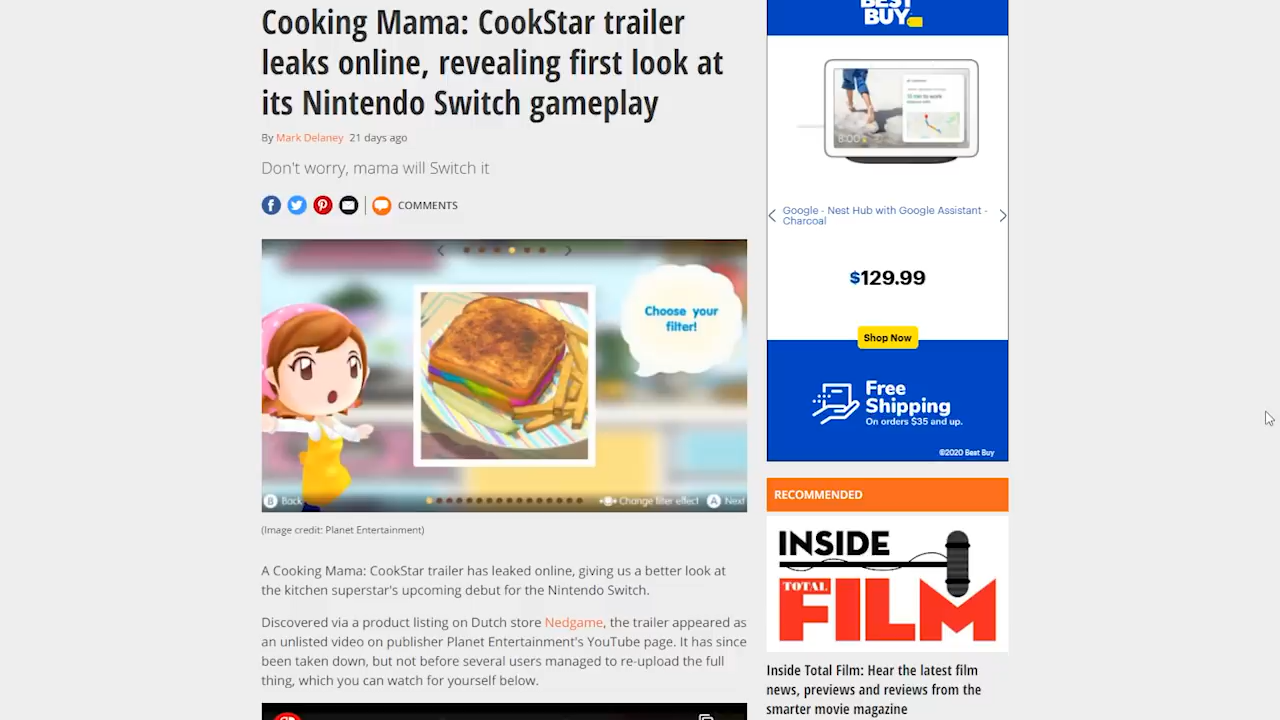 Cooking Mama: CookStar trailer
leaks online, revealing first look at
its Nintendo Switch gameplay
By Mark Delaney 21 days ago
Don't worry, mama will Switch it
COMMENTS
Choose your
filter!
B Back
Change filter effect
A Next
(Image credit: Planet Entertainment)
A Cooking Mama: CookStar trailer has leaked online, giving us a better look at
the kitchen superstar's upcoming debut for the Nintendo Switch.
Discovered via a product listing on Dutch store Nedgame, the trailer appeared as
an unlisted video on publisher Planet Entertainment's YouTube page. It has since
been taken down, but not before several users managed to re-upload the full
thing, which you can watch for yourself below.
BEST
BUY
8:00
Google - Nest Hub with Google Assistant -
Charcoal
$129.99
Shop Now
Free
Shipping
On orders $35 and up.
©2020 Best Buy
RECOMMENDED
INSIDE
TOTAL
FILM
Inside Total Film: Hear the latest film
news, previews and reviews from the
smarter movie magazine